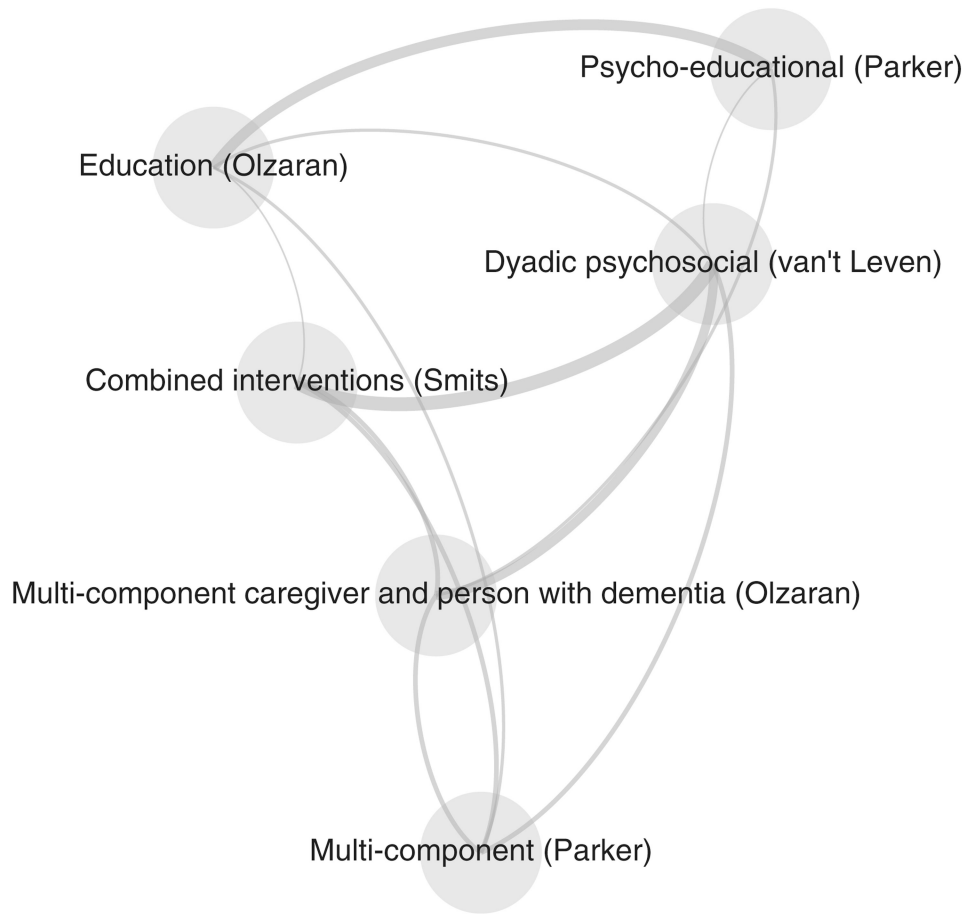 Psycho-educational (Parker)
Education (Olzaran)
Dyadic psychosocial (van't Leven)
Combined interventions (Smits)
Multi-component caregiver and person with dementia (Olzaran)
Multi-component (Parker)